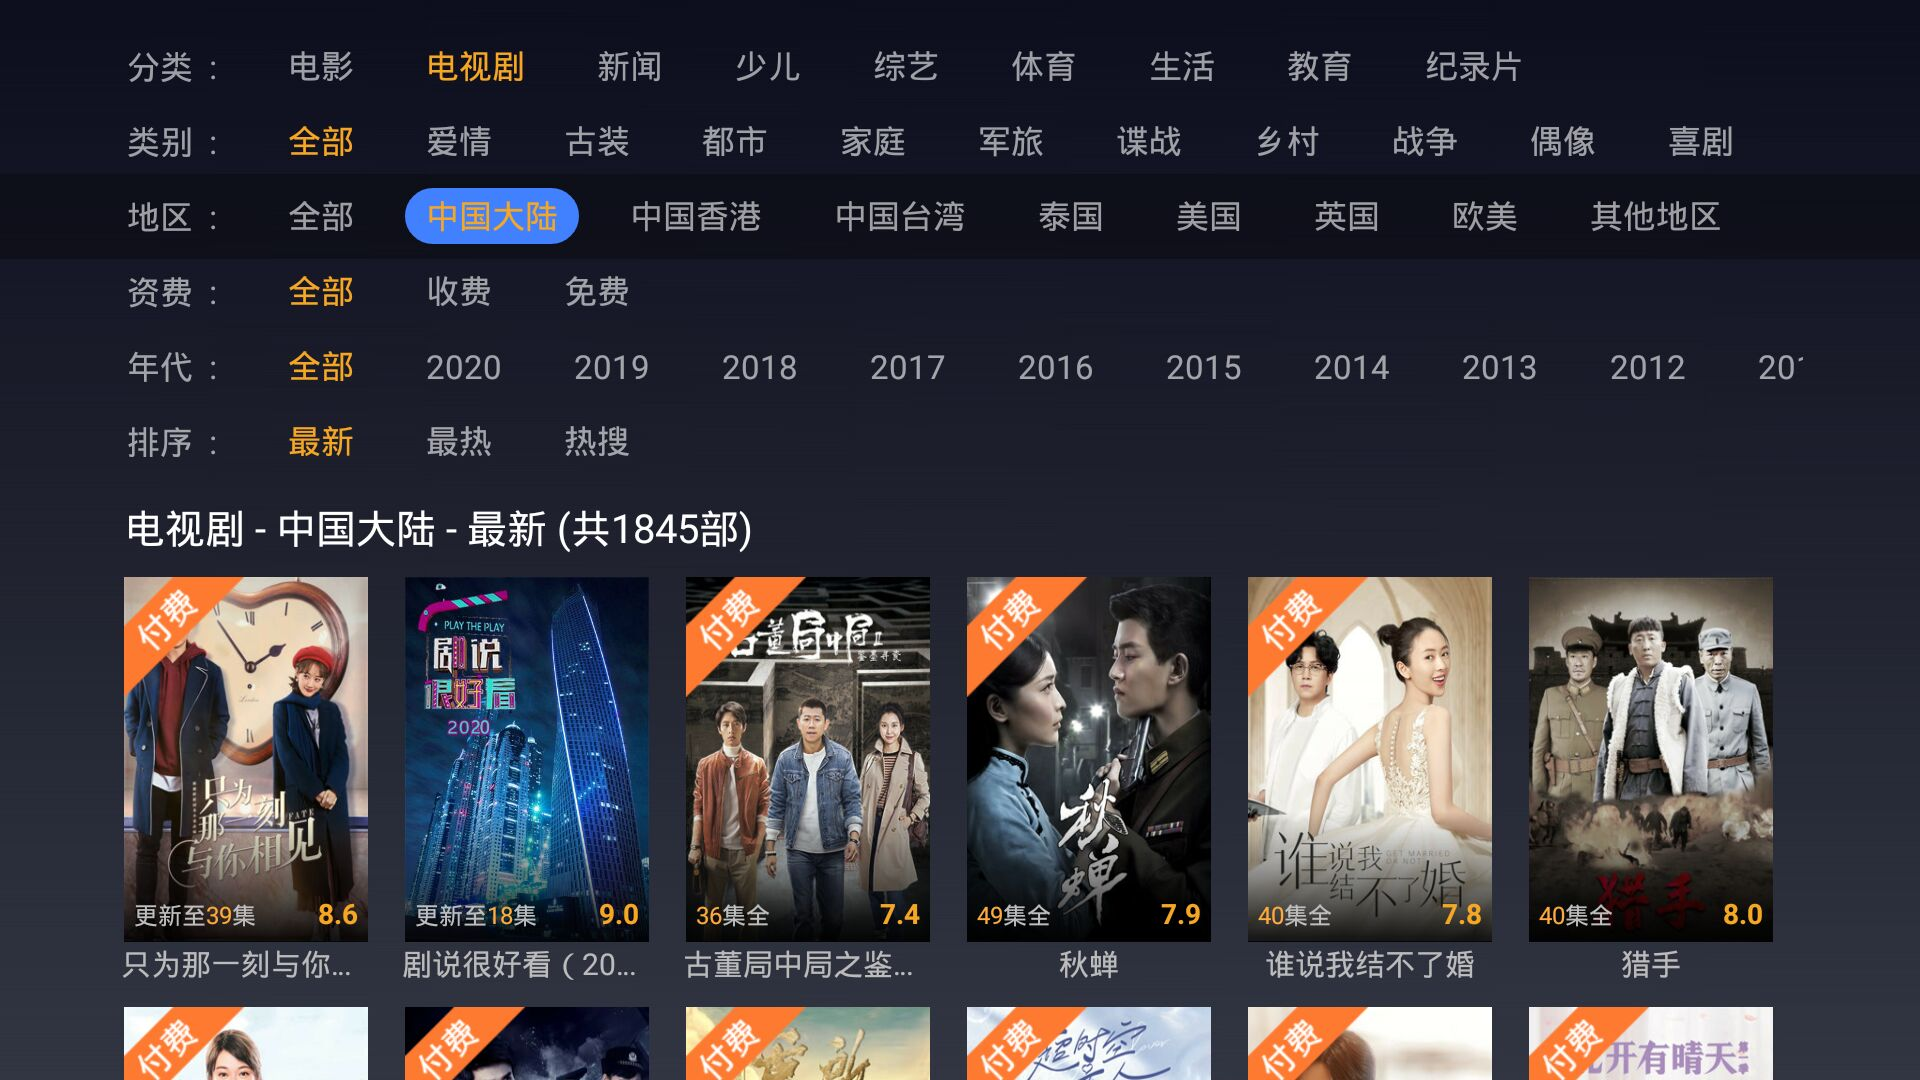 分类 : 电影 电视剧 新闻 少儿 综艺 体育 生活 教育 纪录片
类别 : 全部 爱情 古装 都市 家庭 军旅 谍战 乡村 战争 偶像 喜剧
地区 : 全部 中国大陆 中国香港 中国台湾 泰国 美国 英国 欧美 其他地区
资费 : 全部 收费 免费
年代 : 全部 2020 2019 2018 2017 2016 2015 2014 2013 2012 201
排序 : 最新 最热 热搜
电视剧 - 中国大陆 - 最新 (共1845部)
付费
只为
那一刻
FATE
与你相见
更新至39集 8.6
只为那一刻与你...
PLAY THE PLAY
剧说
很好看
2020
更新至18集 9.0
剧说很好看（20...
付费
古董局中局II
鉴墨寻瓷
36集全 7.4
古董局中局之鉴...
付费
秋蝉
49集全 7.9
秋蝉
付费
谁说我
GET MARRIED
OR NOT
结不了婚
40集全 7.8
谁说我结不了婚
猎手
40集全 8.0
猎手
付费
付费
付费
付费
超时空
Lover
付费
付费
开有晴天
第一季